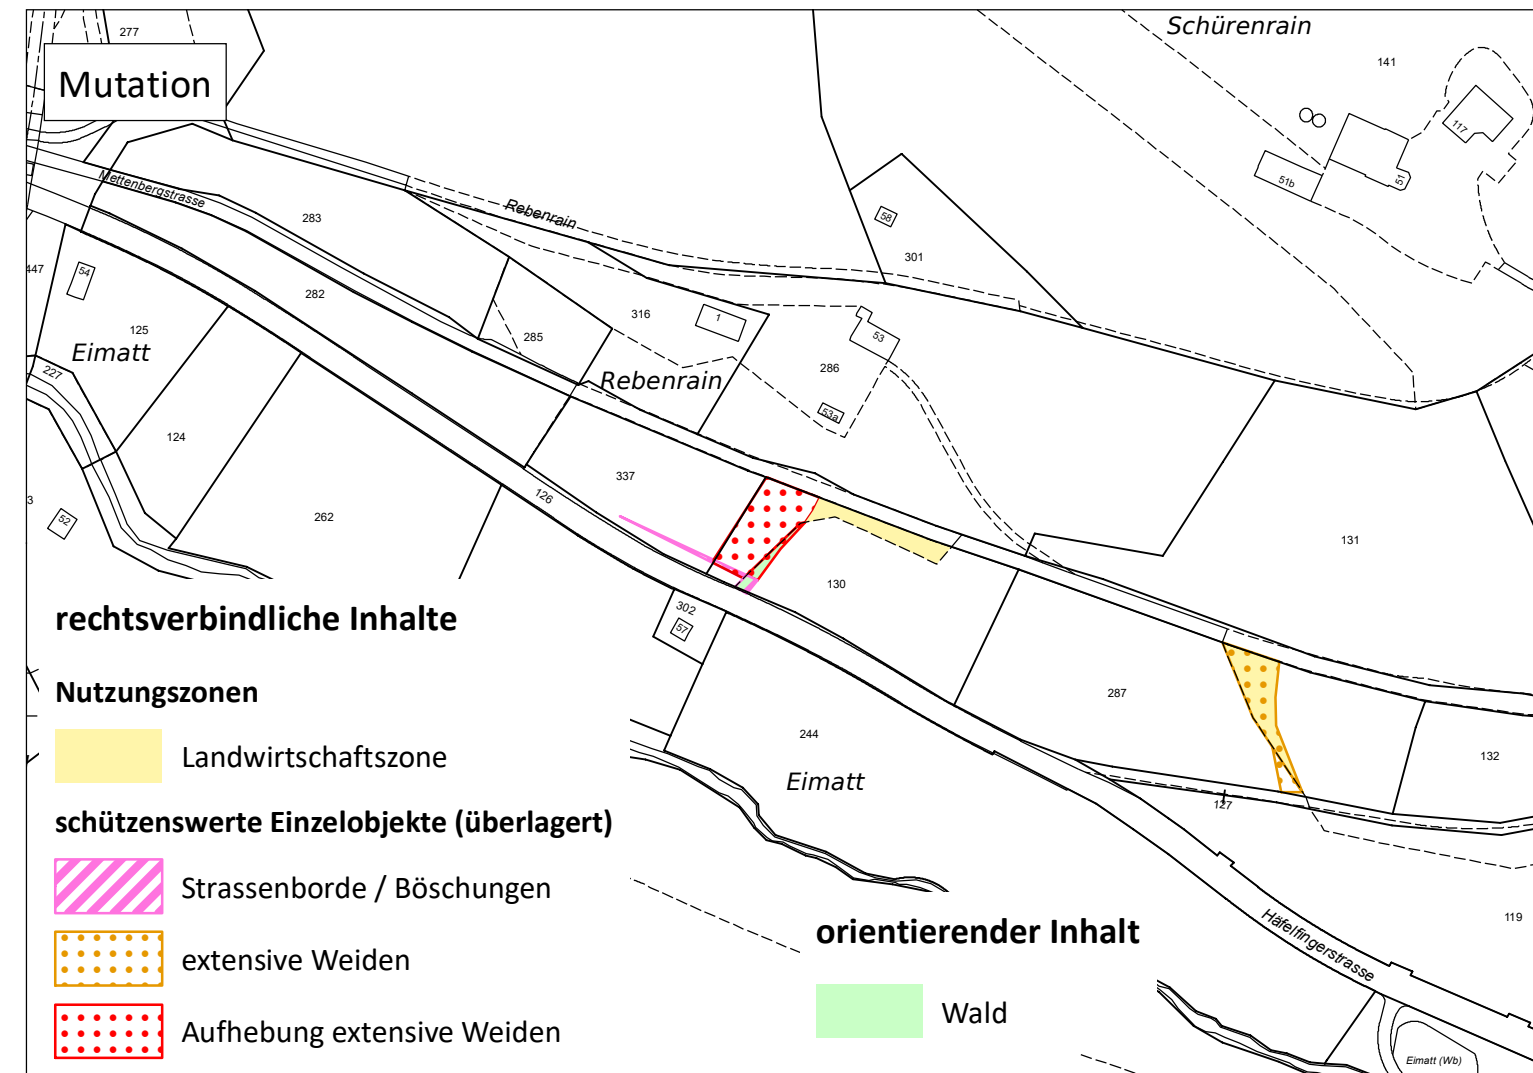 277
Schürenrain
141
Mutation
117
51b
51
Mettenbergstrasse
283
Rebenrain
58
301
447
54
282
316
1
125
285
53
Eimatt
286
227
Rebenrain
53a
124
337
126
3
52
262
131
130
302
57
rechtsverbindliche Inhalte
Nutzungszonen
287
244
132
Landwirtschaftszone
Eimatt
127
schützenswerte Einzelobjekte (überlagert)
Strassenborde / Böschungen
119
orientierender Inhalt
Häfelfingerstrasse
extensive Weiden
Wald
Aufhebung extensive Weiden
Eimatt (Wb)